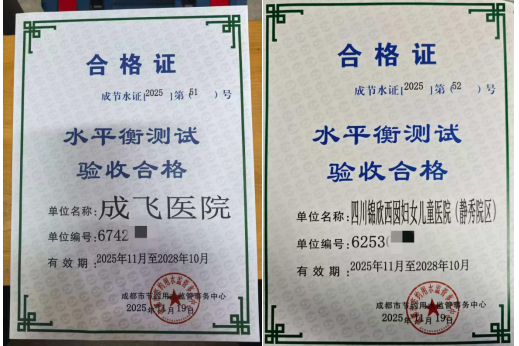 合格证
成节水证[2025]第(51)号
水平衡测试
验收合格
单位名称:成飞医院
单位编号:6742
有效期:2025年11月至2028年10月
成都市节约用水监管事务中心
2025年11月19日
合格证
成节水证[2025]第(52)号
水平衡测试
验收合格
单位名称:四川锦欣西囡妇女儿童医院(静秀院区)
单位编号:6253
有效期:2025年11月至2028年10月
成都市节约用水监管事务中心
2025年11月19日